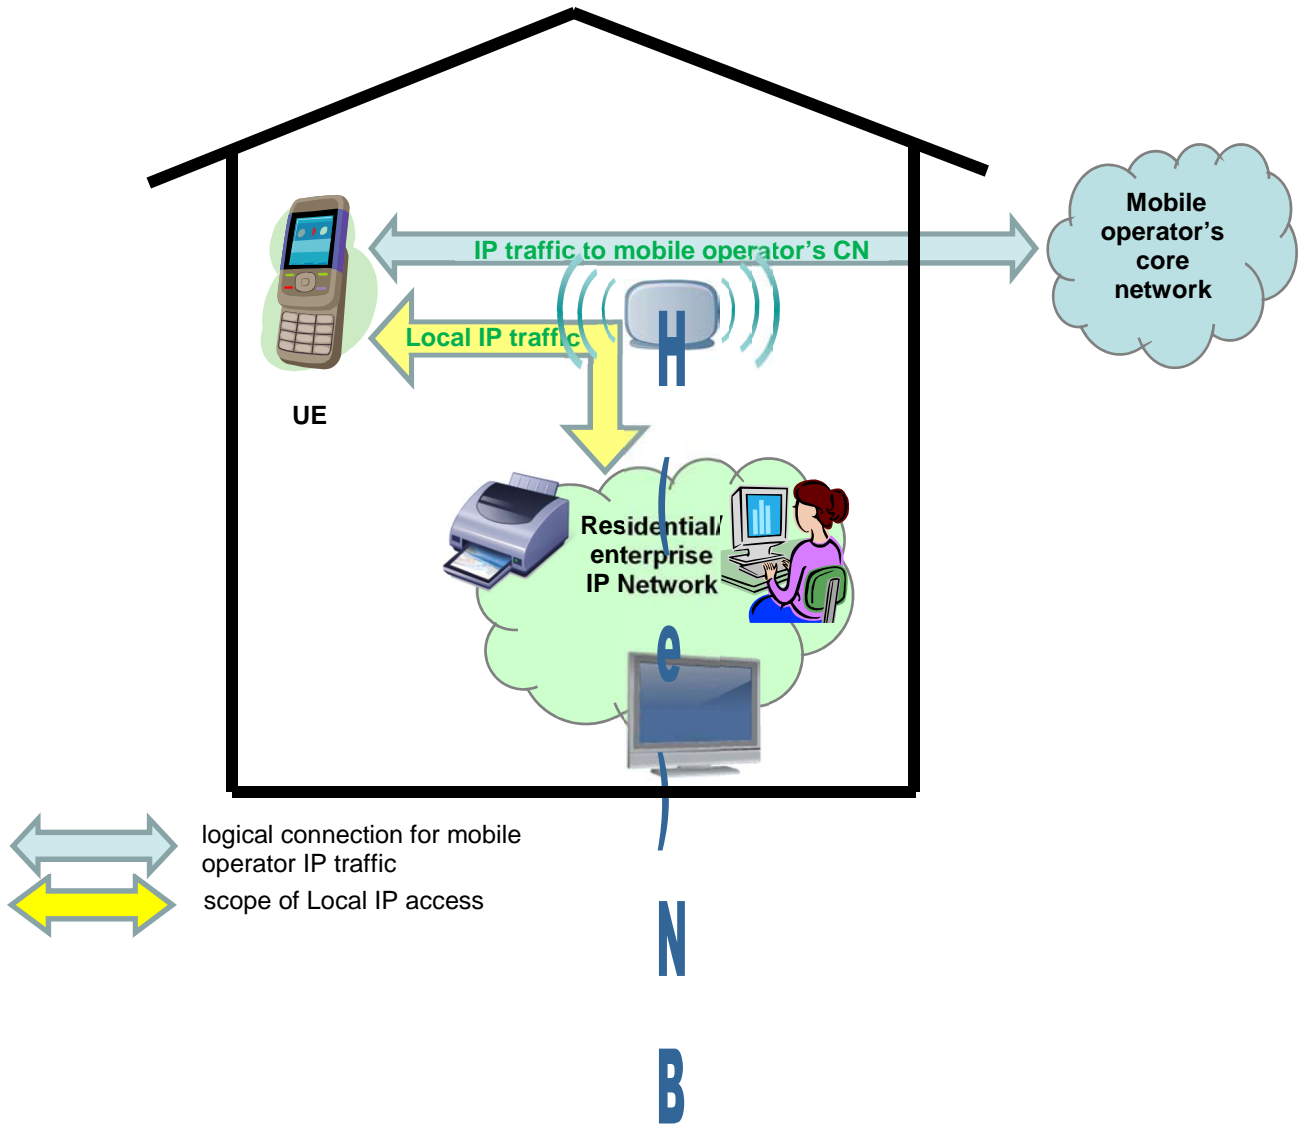 Mobile
operator’s
core
network
IP traffic to mobile operator’s CN
Local IP traffic
UE
Residential/
enterprise
IP Network
H
(
e
)
N
B
logical connection for mobile
operator IP traffic
scope of Local IP access